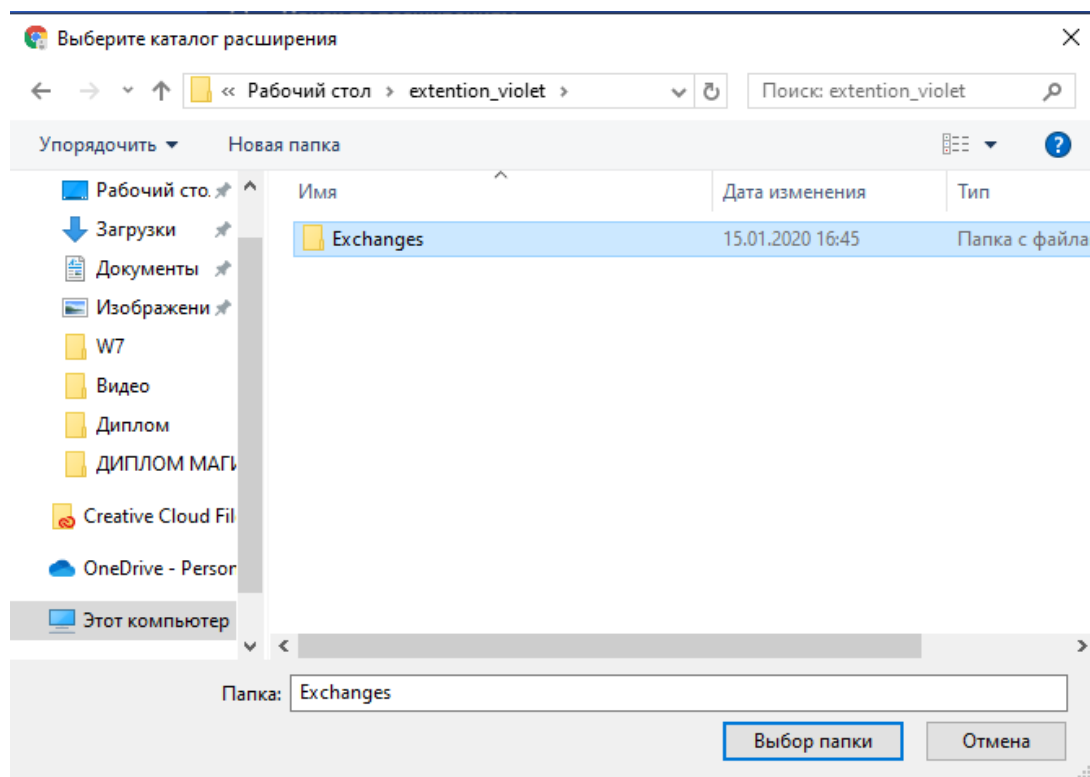 Выберите каталог расширения
« Рабочий стол › extention_violet ›
Поиск: extention_violet
Упорядочить
Новая папка
Имя
Дата изменения
Тип
Рабочий сто.
Загрузки
Документы
Изображени
W7
Видео
Диплом
ДИПЛОМ МАГИ
Creative Cloud Fil
OneDrive - Person
Этот компьютер
Exchanges
15.01.2020 16:45
Папка с файла
Папка:
Exchanges
Выбор папки
Отмена